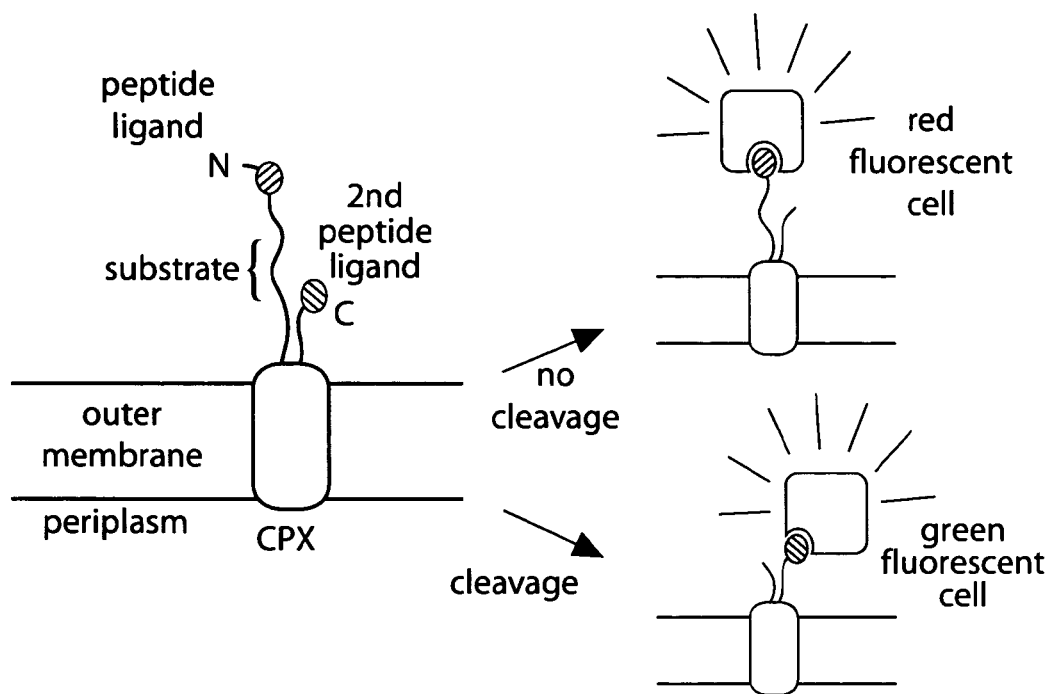 peptide
ligand
N
2nd
peptide
ligand
substrate
C
outer
membrane
periplasm
CPX
no
cleavage
cleavage
red
fluorescent
cell
green
fluorescent
cell